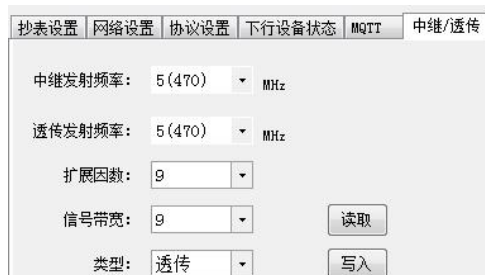 抄表设置 网络设置 协议设置 下行设备状态 MQTT 中继/透传
中继发射频率: 5(470) MHz
透传发射频率: 5(470) MHz
扩展因数: 9
信号带宽: 9 读取
类型: 透传 写入